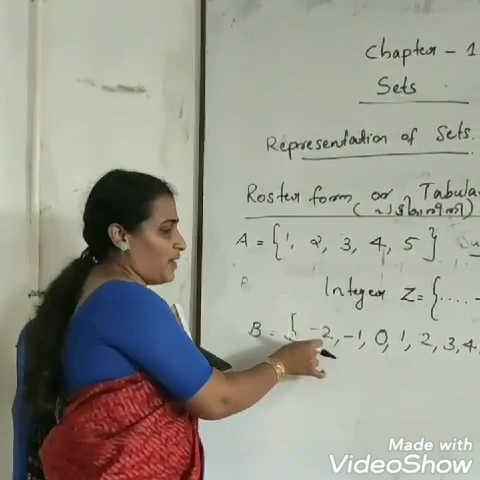 Chapter - 1
Sets
Representation of Sets.
Roster form or Tabula
(പട്ടികാരീതി)
A = {1, 2, 3, 4, 5}
Integer Z = {.....-
B = { -2, -1, 0, 1, 2, 3, 4,
Made with
VideoShow